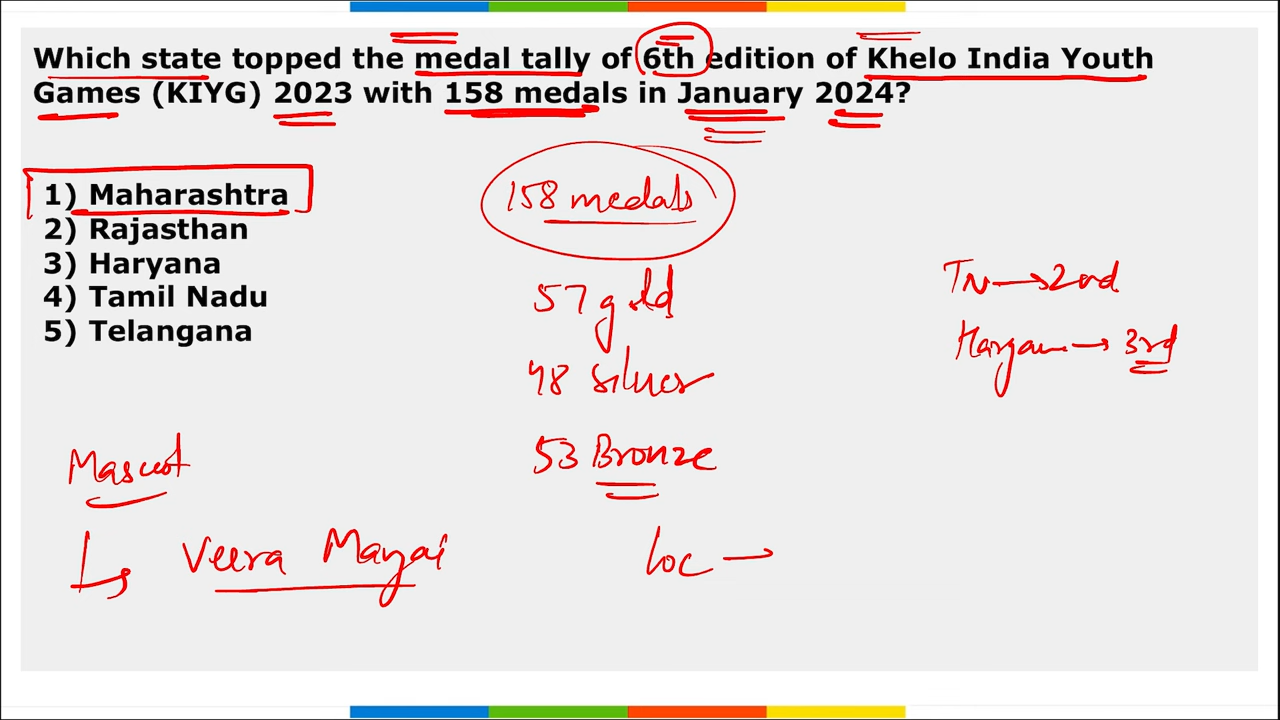 Which state topped the medal tally of 6th edition of Khelo India Youth
Games (KIYG) 2023 with 158 medals in January 2024?
1) Maharashtra
2) Rajasthan
3) Haryana
4) Tamil Nadu
5) Telangana
158 medals
57 gold
48 silver
53 Bronze
TN → 2nd
Haryana → 3rd
Mascot
↳ Veera Mangai
loc →